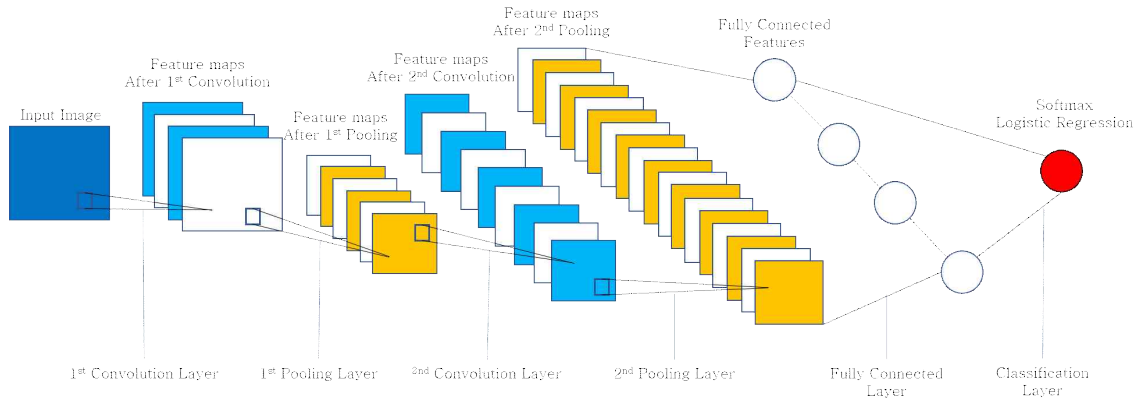 Feature maps
After 2nd Pooling
Fully Connected
Features
Feature maps
After 1st Convolution
Feature maps
After 2nd Convolution
Input Image
Feature maps
After 1st Pooling
Softmax
Logistic Regression
1st Convolution Layer
1st Pooling Layer
2nd Convolution Layer
2nd Pooling Layer
Fully Connected
Layer
Classification
Layer